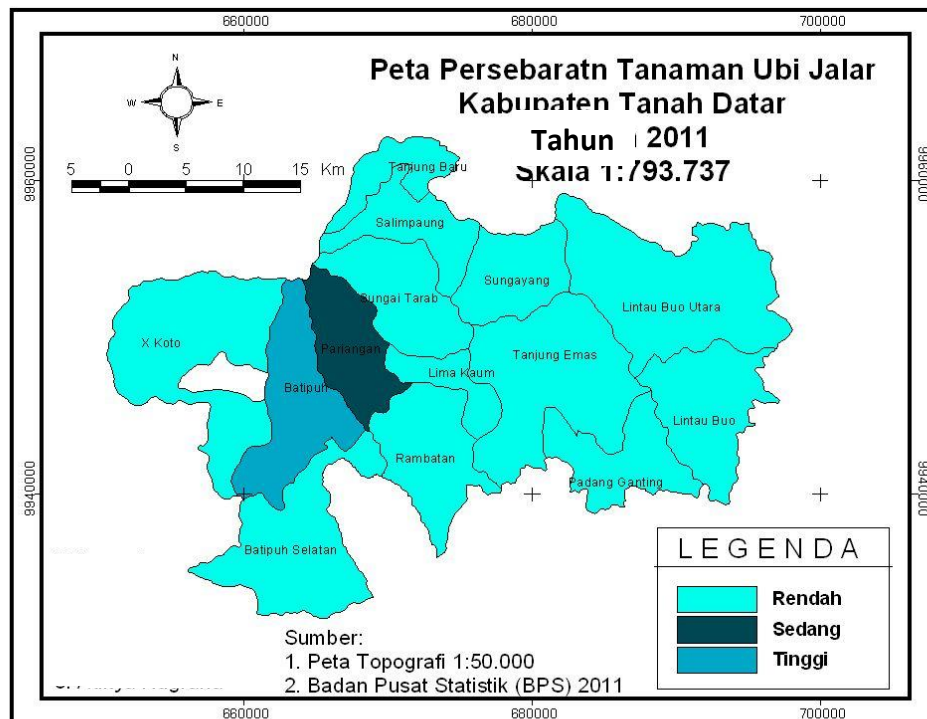 660000 680000 700000
Peta Persebaratn Tanaman Ubi Jalar
Kabupaten Tanah Datar
Tahun 2011
Skala 1:793.737
N
W E
S
5 0 5 10 15 Km
9960000
9960000
Tanjung Baru
Salimpaung
Sungayang
Sungai Tarab
Lintau Buo Utara
X Koto
Pariangan
Tanjung Emas
Lima Kaum
Batipuh
Lintau Buo
Rambatan
Padang Ganting
9940000
9940000
Batipuh Selatan
LEGENDA
Rendah
Sedang
Tinggi
Sumber:
1. Peta Topografi 1:50.000
2. Badan Pusat Statistik (BPS) 2011
660000 680000 700000